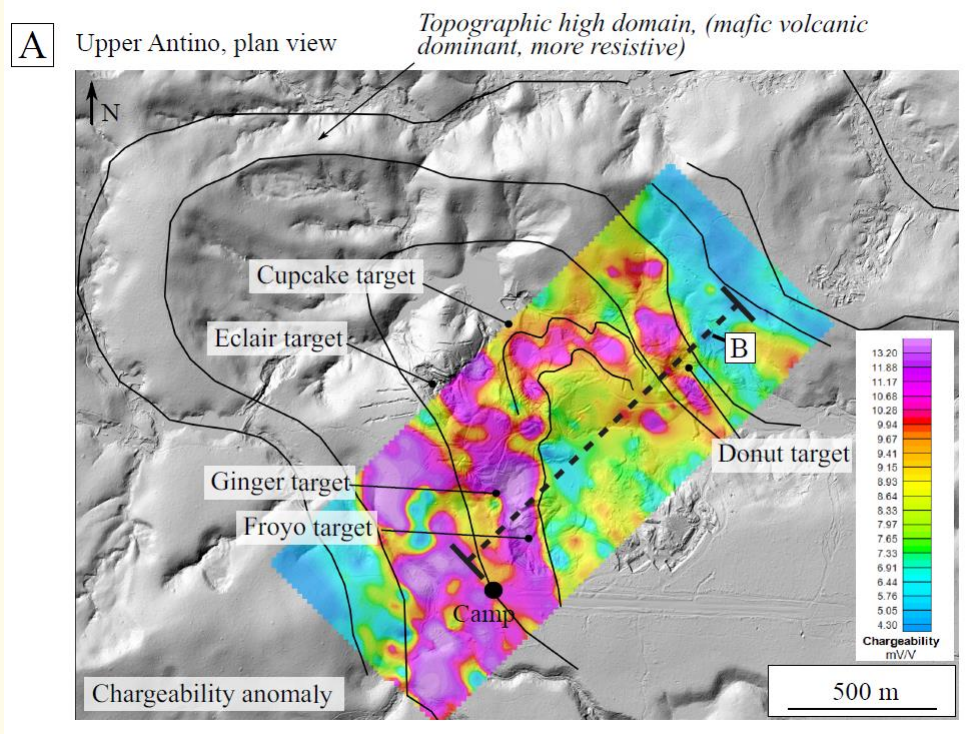 A
Upper Antino, plan view
Topographic high domain, (mafic volcanic
dominant, more resistive)
N
Cupcake target
Eclair target
B
Donut target
Ginger target
Froyo target
Camp
13.20
11.88
11.17
10.68
10.28
9.94
9.67
9.41
9.15
8.93
8.64
8.33
7.97
7.65
7.33
6.91
6.44
5.76
5.05
4.30
Chargeability
mV/V
Chargeability anomaly
500 m